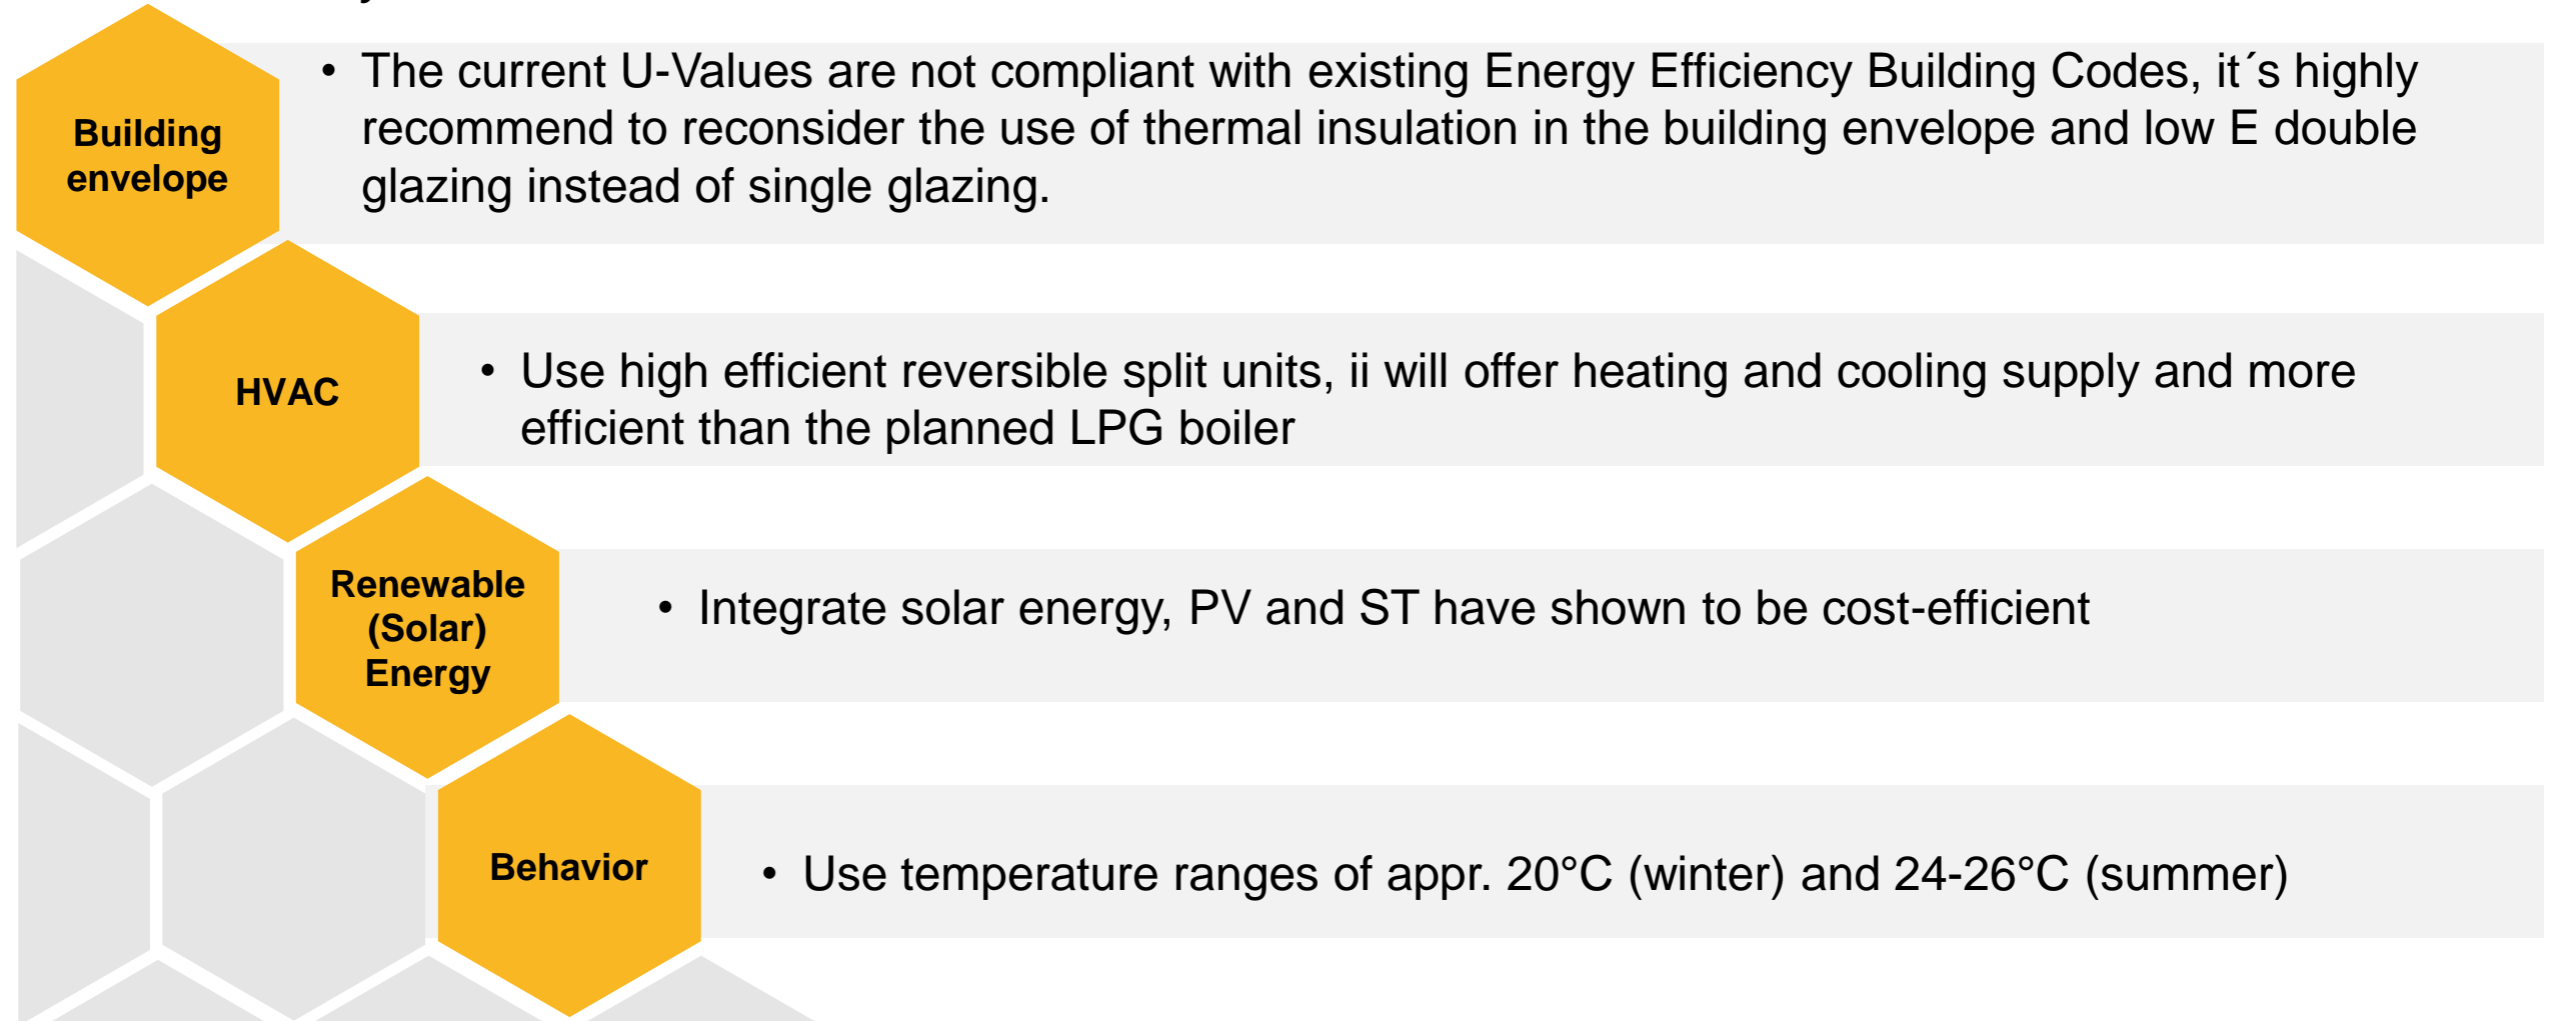 Building
envelope
• The current U-Values are not compliant with existing Energy Efficiency Building Codes, it´s highly
recommend to reconsider the use of thermal insulation in the building envelope and low E double
glazing instead of single glazing.
HVAC
• Use high efficient reversible split units, ii will offer heating and cooling supply and more
efficient than the planned LPG boiler
Renewable
(Solar)
Energy
• Integrate solar energy, PV and ST have shown to be cost-efficient
Behavior
• Use temperature ranges of appr. 20°C (winter) and 24-26°C (summer)